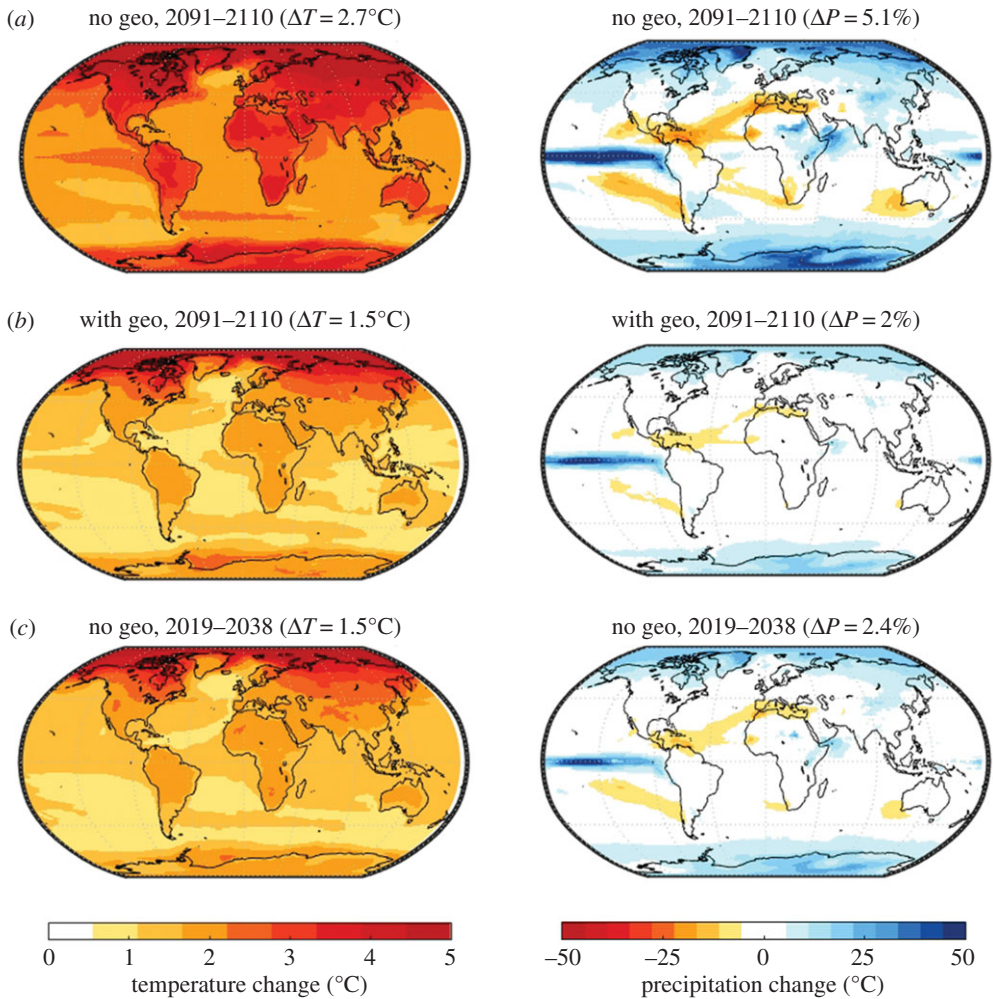 (a) no geo, 2091–2110 (ΔT = 2.7°C) no geo, 2091–2110 (ΔP = 5.1%)
(b) with geo, 2091–2110 (ΔT = 1.5°C) with geo, 2091–2110 (ΔP = 2%)
(c) no geo, 2019–2038 (ΔT = 1.5°C) no geo, 2019–2038 (ΔP = 2.4%)
0 1 2 3 4 5 –50 –25 0 25 50
temperature change (°C) precipitation change (°C)